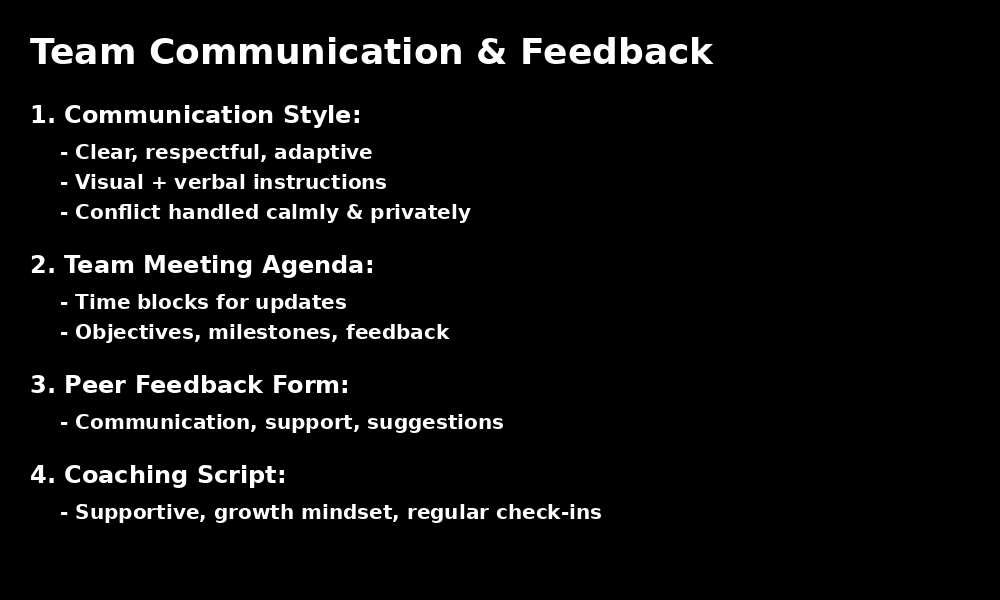 Team Communication & Feedback
1. Communication Style:
- Clear, respectful, adaptive
- Visual + verbal instructions
- Conflict handled calmly & privately
2. Team Meeting Agenda:
- Time blocks for updates
- Objectives, milestones, feedback
3. Peer Feedback Form:
- Communication, support, suggestions
4. Coaching Script:
- Supportive, growth mindset, regular check-ins